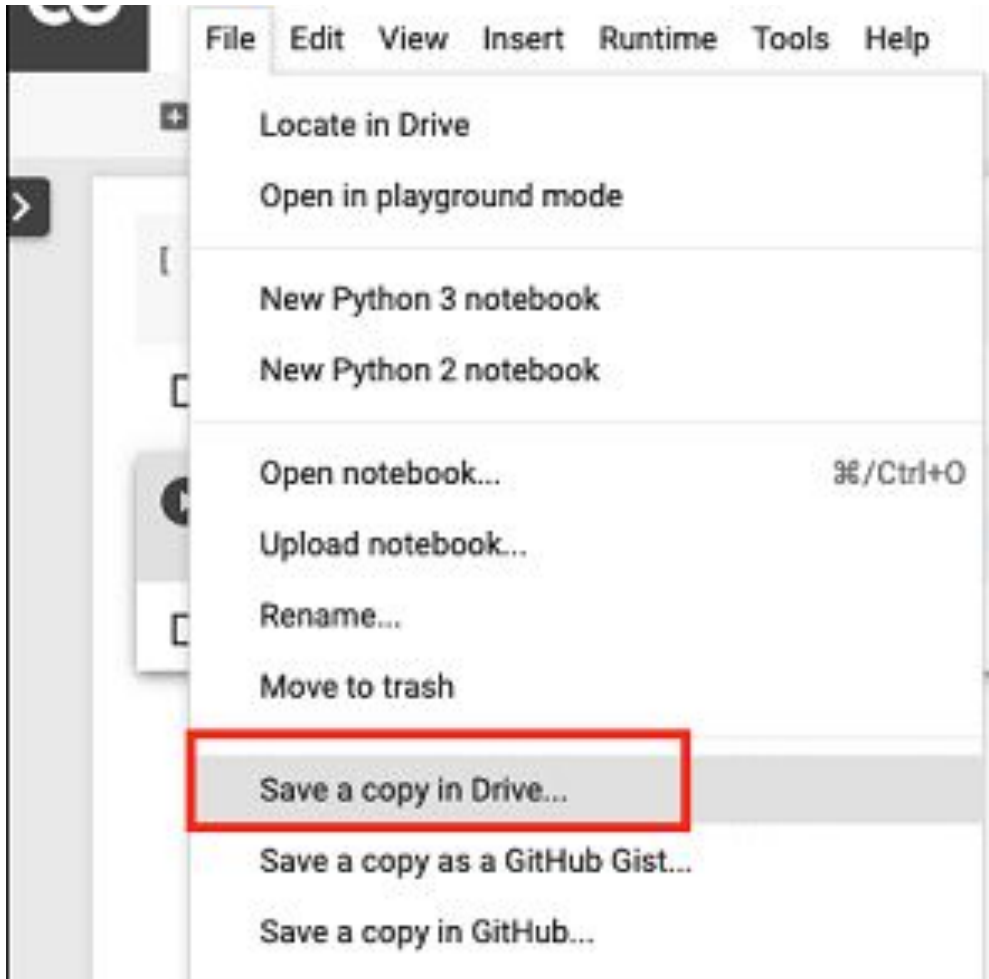 CO
File Edit View Insert Runtime Tools Help
Locate in Drive
Open in playground mode
[
New Python 3 notebook
New Python 2 notebook
Open notebook... ⌘/Ctrl+O
Upload notebook...
Rename...
Move to trash
Save a copy in Drive...
Save a copy as a GitHub Gist...
Save a copy in GitHub...